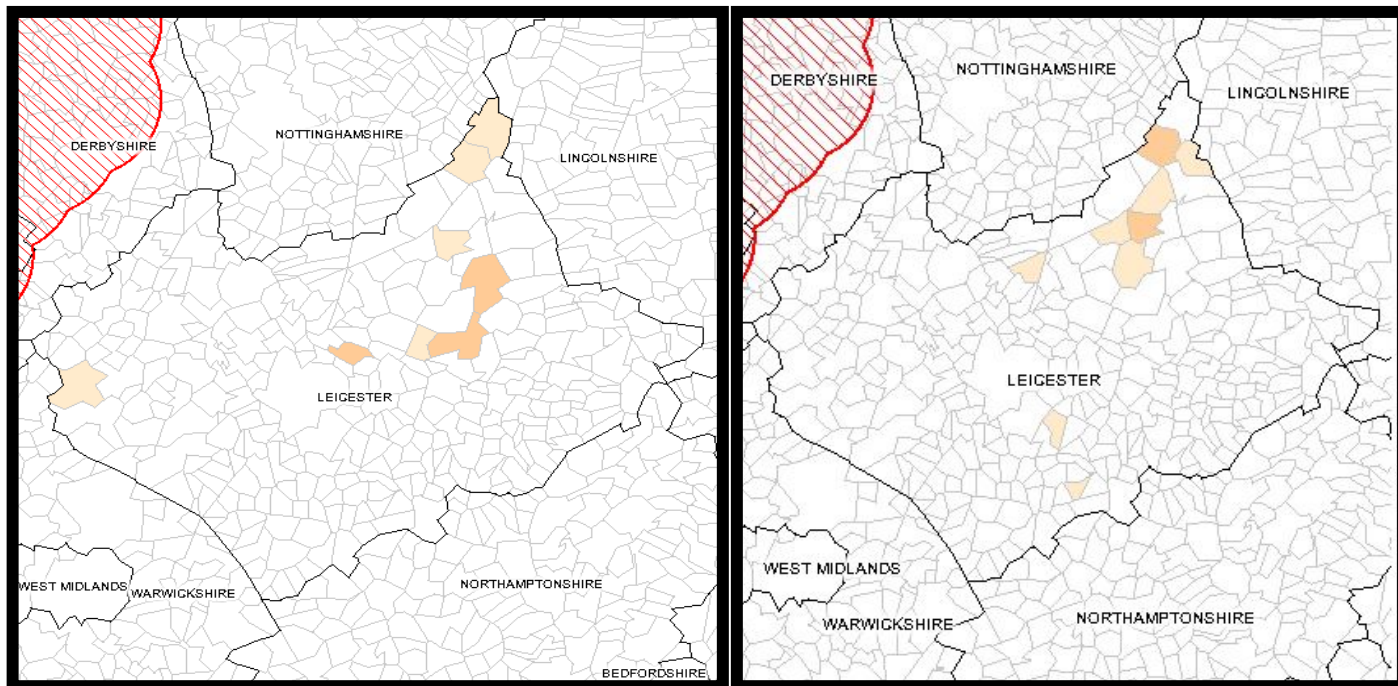 DERBYSHIRE
NOTTINGHAMSHIRE
LINCOLNSHIRE
LEICESTER
WEST MIDLANDS
WARWICKSHIRE
NORTHAMPTONSHIRE
BEDFORDSHIRE
NOTTINGHAMSHIRE
DERBYSHIRE
LINCOLNSHIRE
LEICESTER
WEST MIDLANDS
WARWICKSHIRE
NORTHAMPTONSHIRE